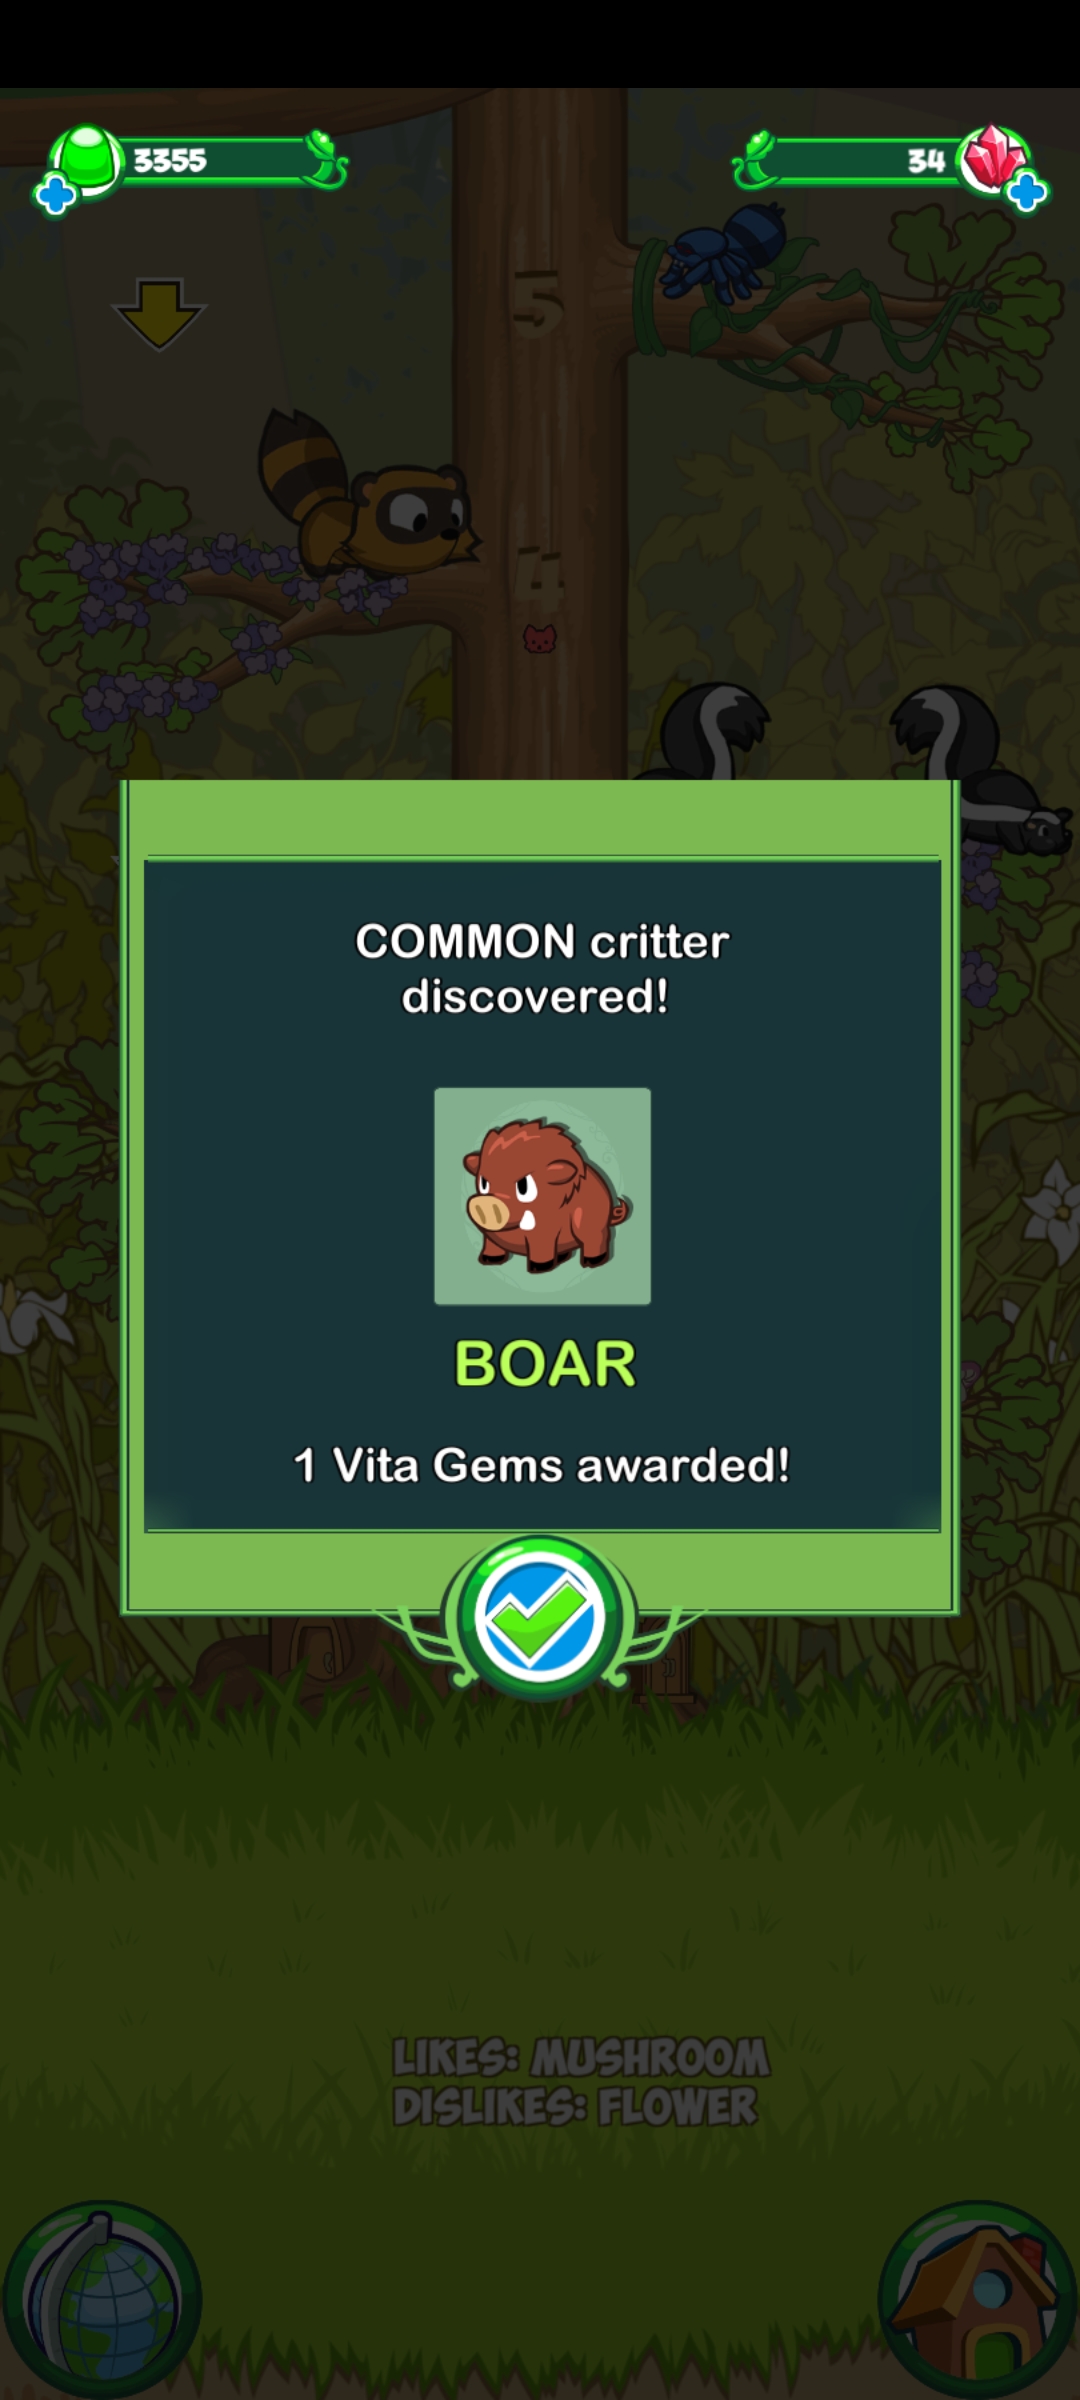 3355
34
5
4
COMMON critter
discovered!
BOAR
1 Vita Gems awarded!
LIKES: MUSHROOM
DISLIKES: FLOWER